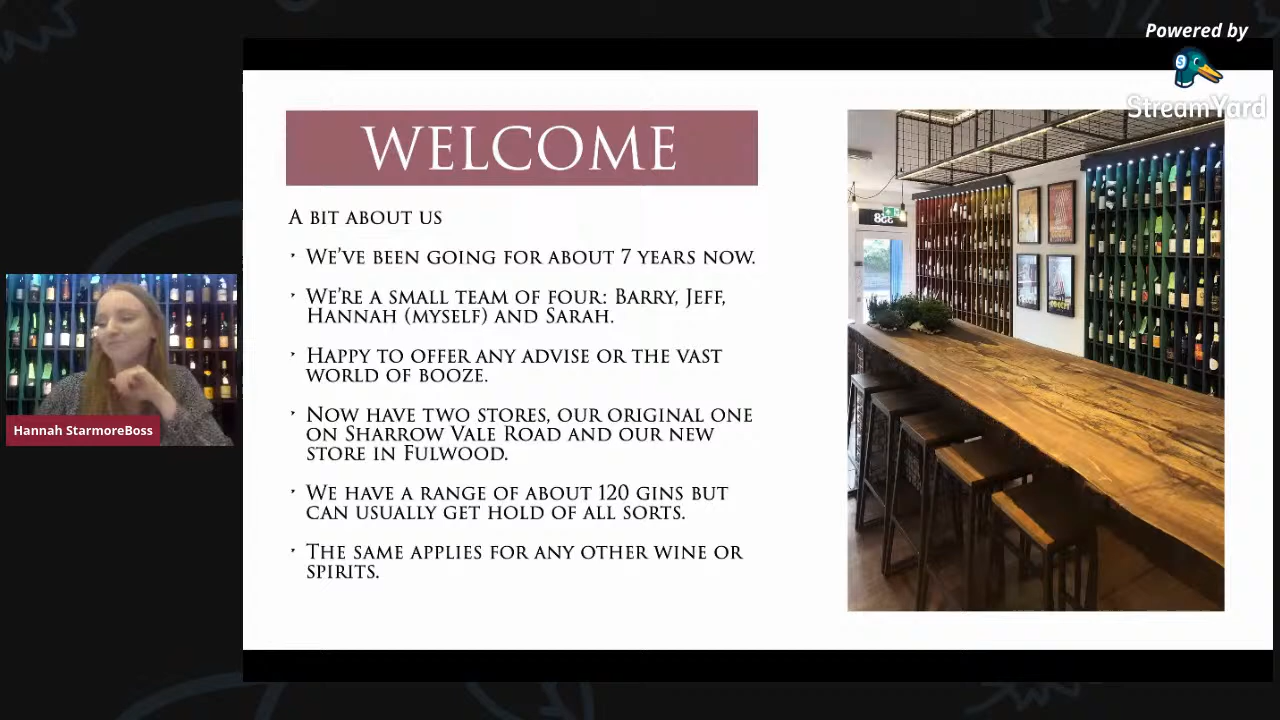 Powered by
StreamYard
WELCOME
A BIT ABOUT US
WE'VE BEEN GOING FOR ABOUT 7 YEARS NOW.
WE'RE A SMALL TEAM OF FOUR: BARRY, JEFF,
HANNAH (MYSELF) AND SARAH.
HAPPY TO OFFER ANY ADVISE OR THE VAST
WORLD OF BOOZE.
NOW HAVE TWO STORES, OUR ORIGINAL ONE
ON SHARROW VALE ROAD AND OUR NEW
STORE IN FULWOOD.
WE HAVE A RANGE OF ABOUT 120 GINS BUT
CAN USUALLY GET HOLD OF ALL SORTS.
THE SAME APPLIES FOR ANY OTHER WINE OR
SPIRITS.
Hannah StarmoreBoss